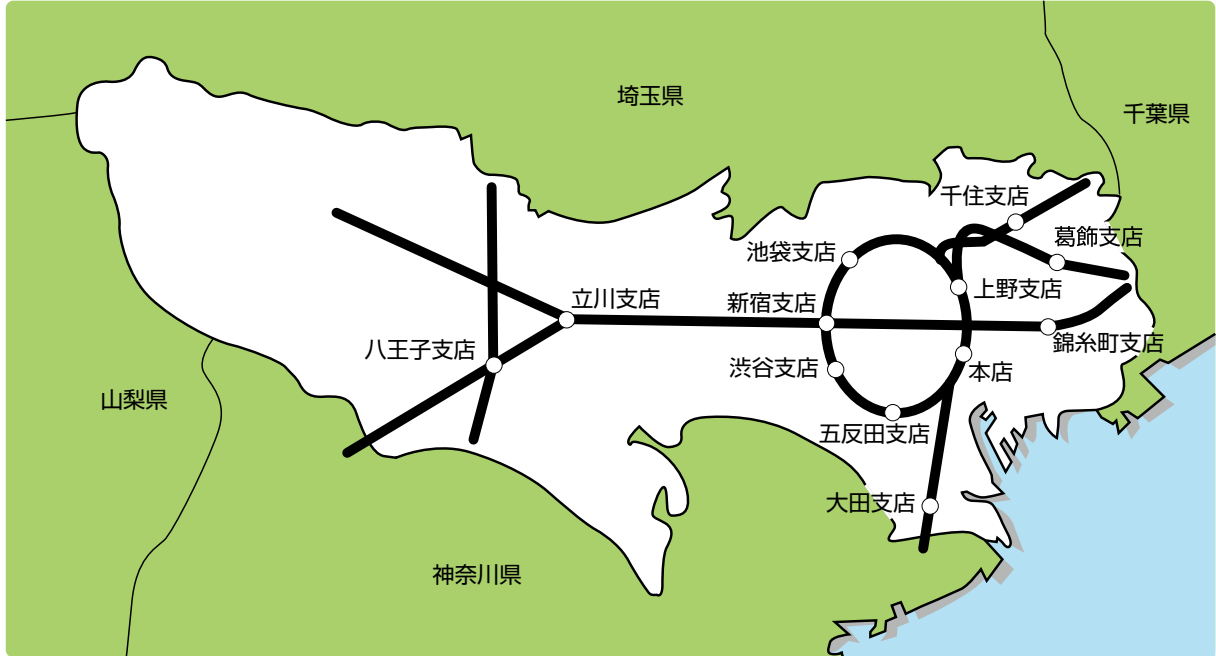 埼玉県
千葉県
千住支店
葛飾支店
池袋支店
上野支店
立川支店
新宿支店
錦糸町支店
八王子支店
渋谷支店
本店
山梨県
五反田支店
大田支店
神奈川県